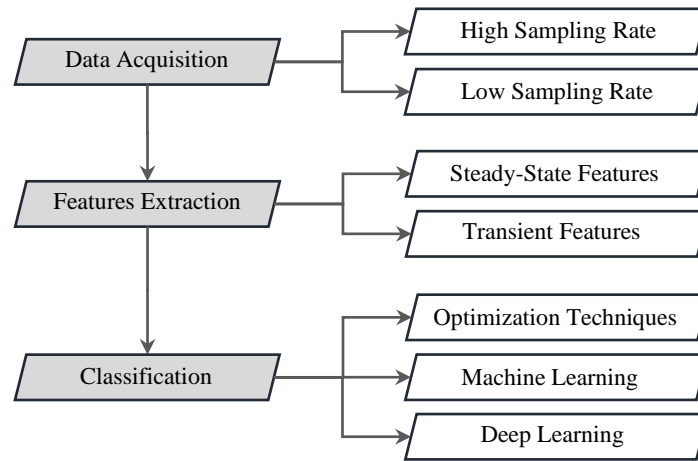 Data Acquisition
High Sampling Rate
Low Sampling Rate
Features Extraction
Steady-State Features
Transient Features
Classification
Optimization Techniques
Machine Learning
Deep Learning